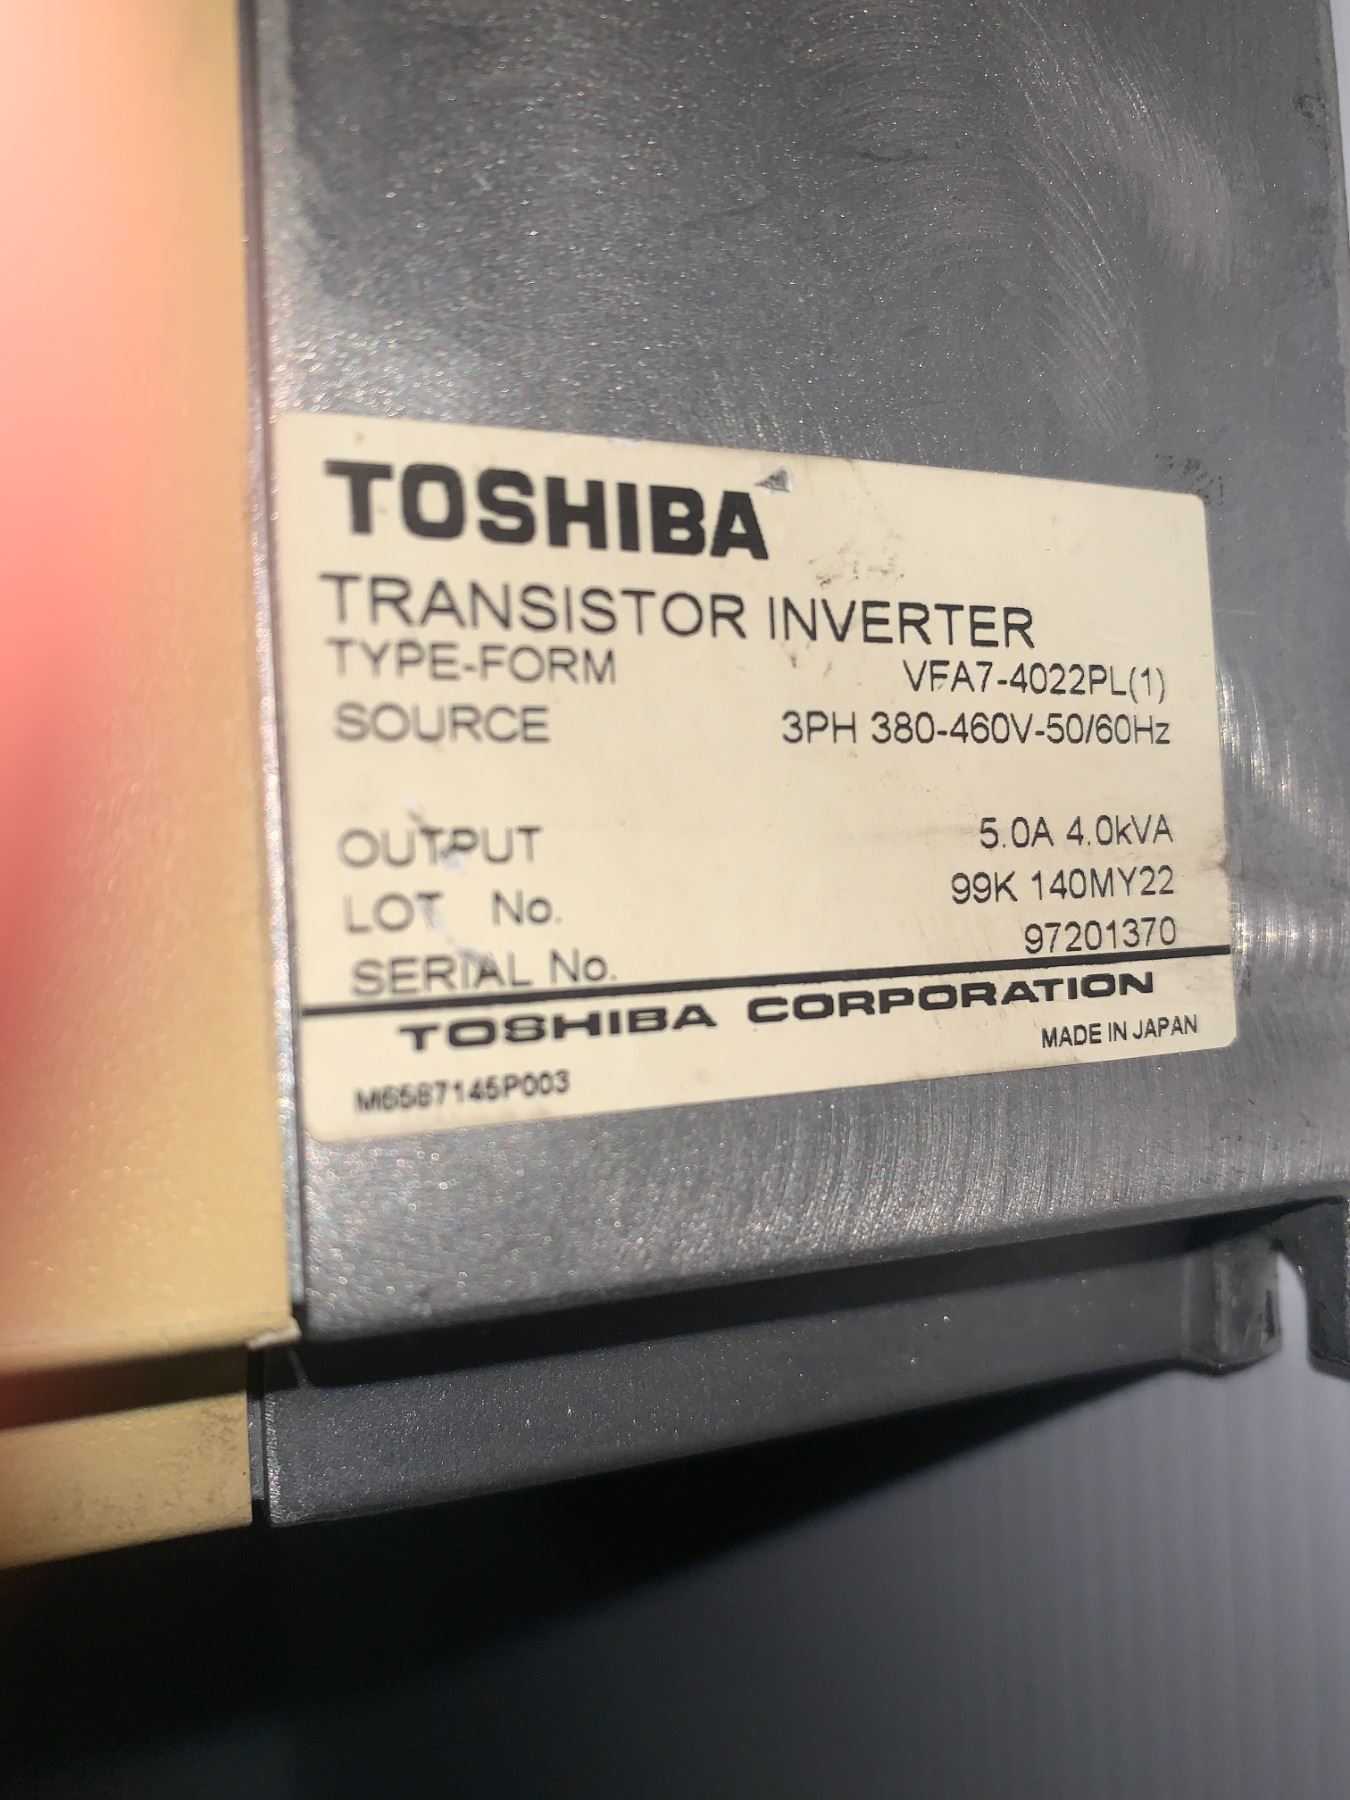 TOSHIBA
TRANSISTOR INVERTER
TYPE-FORM VFA7-4022PL(1)
SOURCE 3PH 380-460V-50/60Hz
OUTPUT 5.0A 4.0kVA
LOT No. 99K 140MY22
SERIAL No. 97201370
TOSHIBA CORPORATION
MADE IN JAPAN
M6587145P003